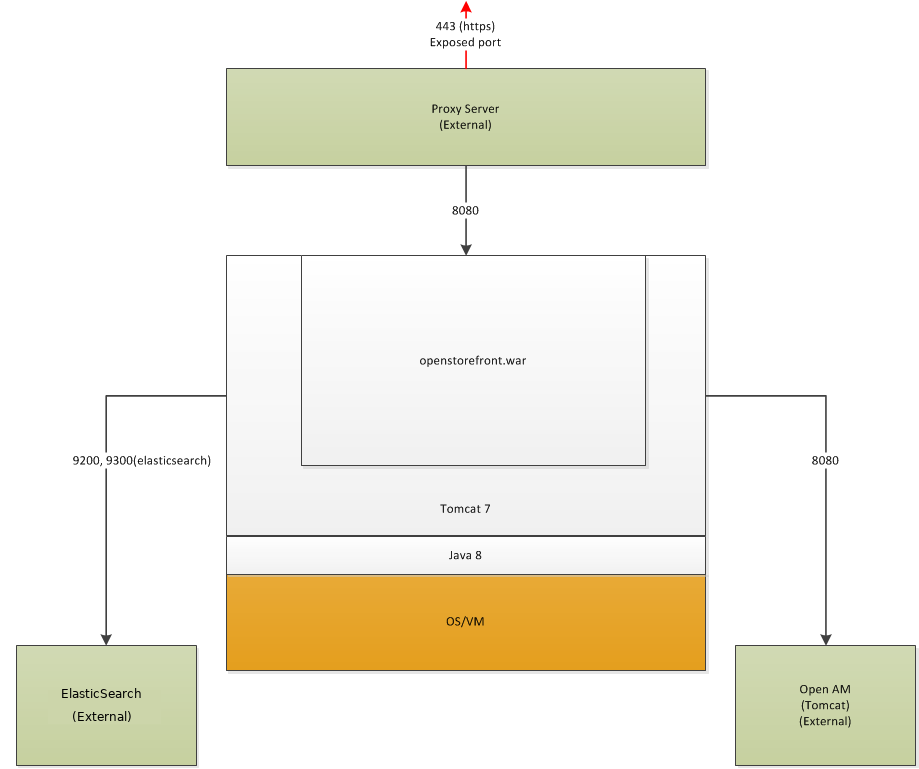 443 (https)
Exposed port
Proxy Server
(External)
8080
openstorefront.war
9200, 9300(elasticsearch)
8080
Tomcat 7
Java 8
OS/VM
ElasticSearch
(External)
Open AM
(Tomcat)
(External)